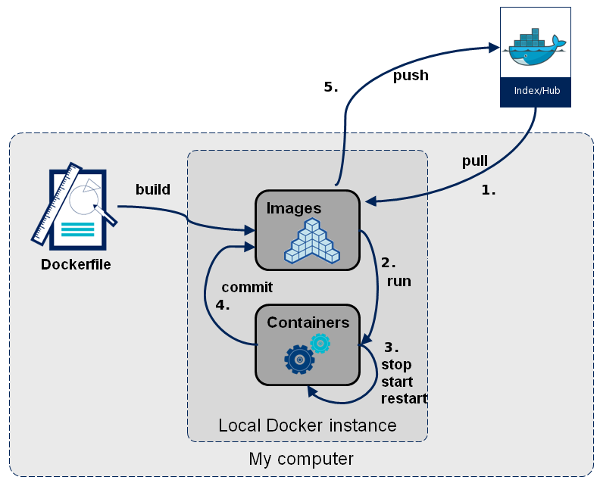 5.
push
Index/Hub
pull
1.
build
Images
Dockerfile
2.
run
commit
4.
Containers
3.
stop
start
restart
Local Docker instance
My computer